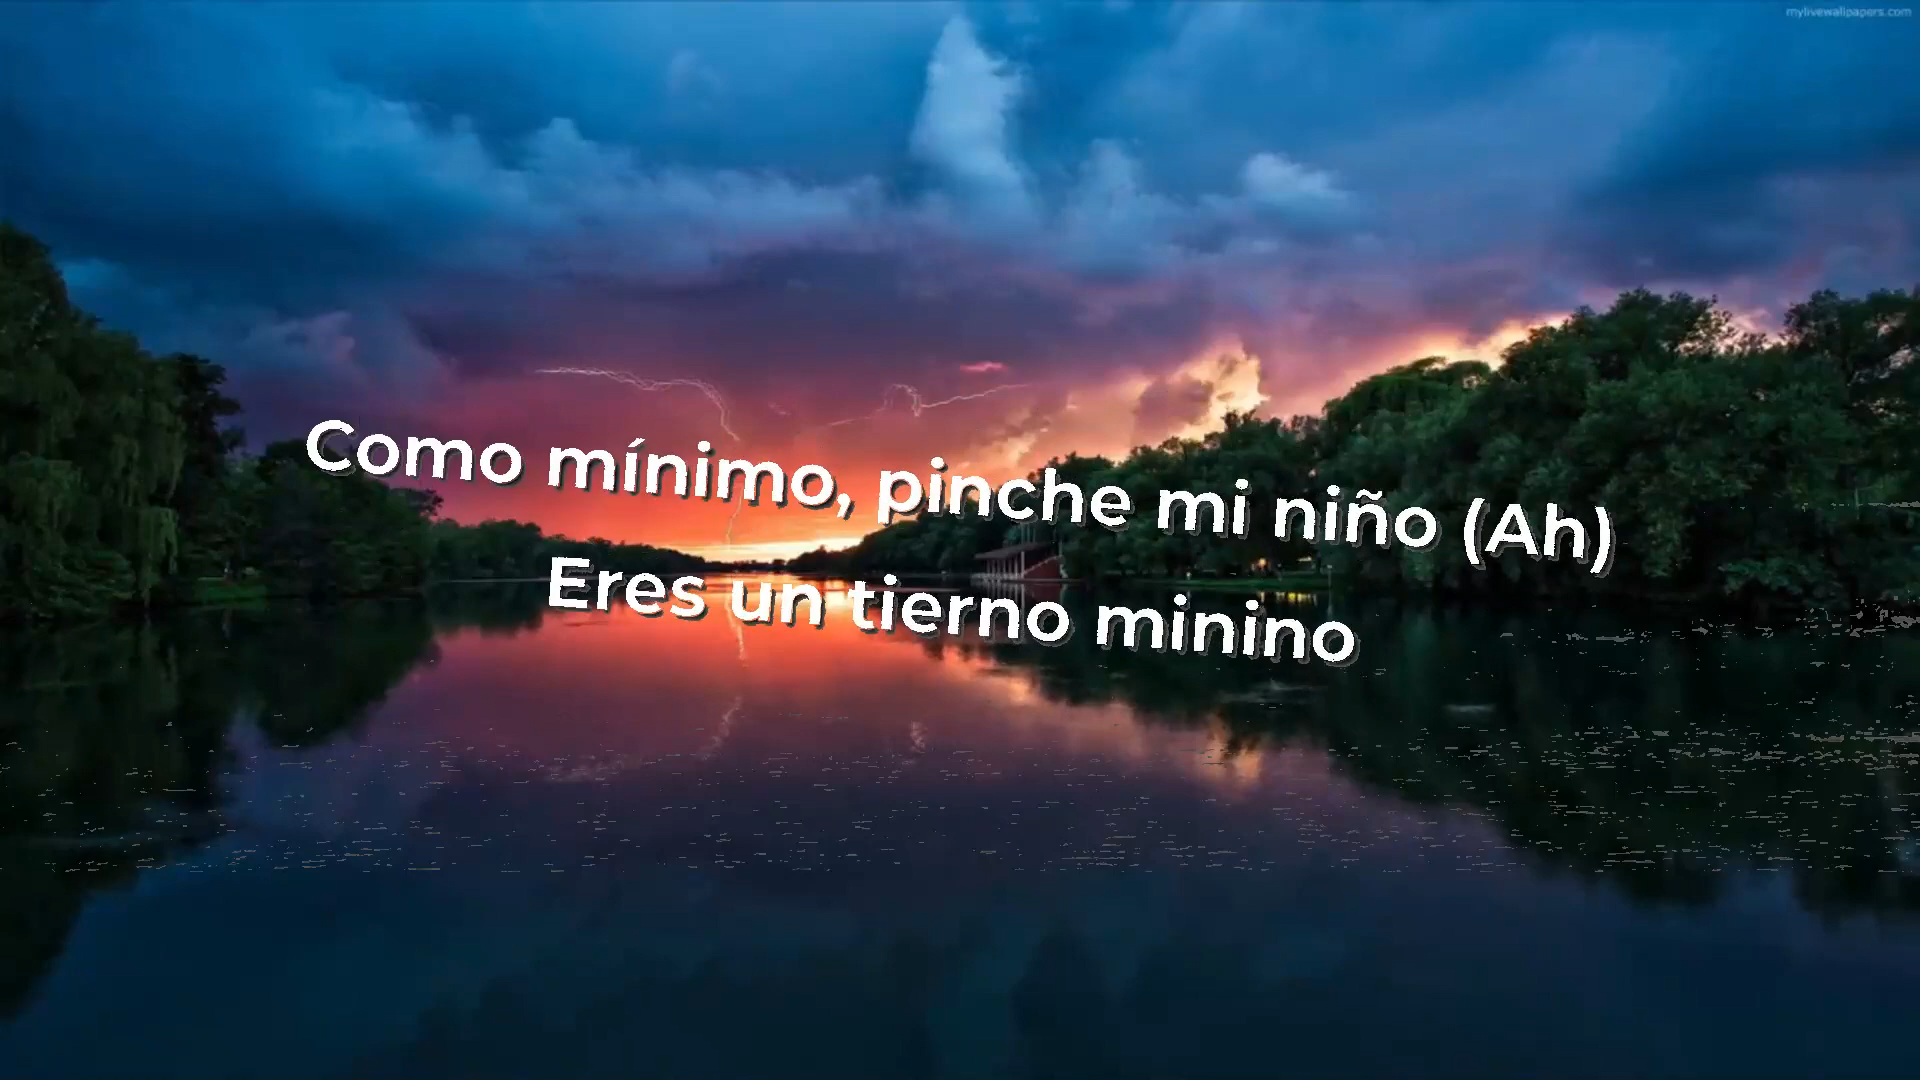 mylivewallpapers.com
Como mínimo, pinche mi niño (Ah)
Eres un tierno minino